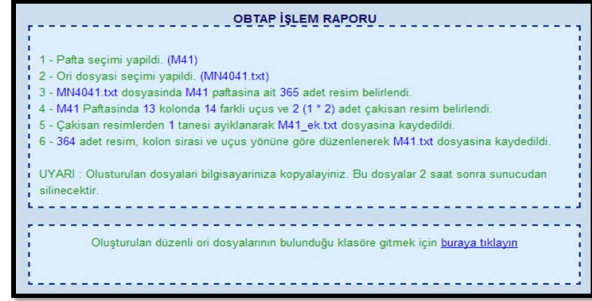 OBTAP İŞLEM RAPORU
1 - Pafta seçimi yapildi. (M41)
2 - Ori dosyasi seçimi yapildi. (MN4041.txt)
3 - MN4041.txt dosyasinda M41 paftasina ait 365 adet resim belirlendi.
4 - M41 Paftasinda 13 kolonda 14 farkli uçus ve 2 (1 * 2) adet çakisan resim belirlendi.
5 - Çakisan resimlerden 1 tanesi ayiklanarak M41_ek.txt dosyasina kaydedildi.
6 - 364 adet resim, kolon sirasi ve uçus yönüne göre düzenlenerek M41.txt dosyasina kaydedildi.
UYARI : Olusturulan dosyalari bilgisayariniza kopyalayiniz. Bu dosyalar 2 saat sonra sunucudan
silinecektir.
Oluşturulan düzenli ori dosyalarının bulunduğu klasöre gitmek için buraya tıklayın